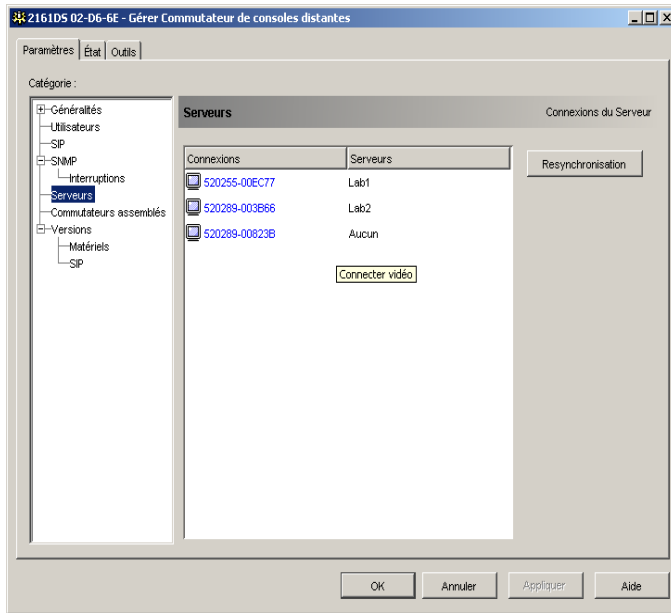 2161DS 02-D6-6E - Gérer Commutateur de consoles distantes
Paramètres État Outils
Catégorie :
Généralités
Utilisateurs
SIP
SNMP
Interruptions
Serveurs
Commutateurs assemblés
Versions
Matériels
SIP
Serveurs Connexions du Serveur
Connexions Serveurs
520255-00EC77 Lab1
520289-003B66 Lab2
520289-00823B Aucun
Connecter vidéo
Resynchronisation
OK Annuler Appliquer Aide